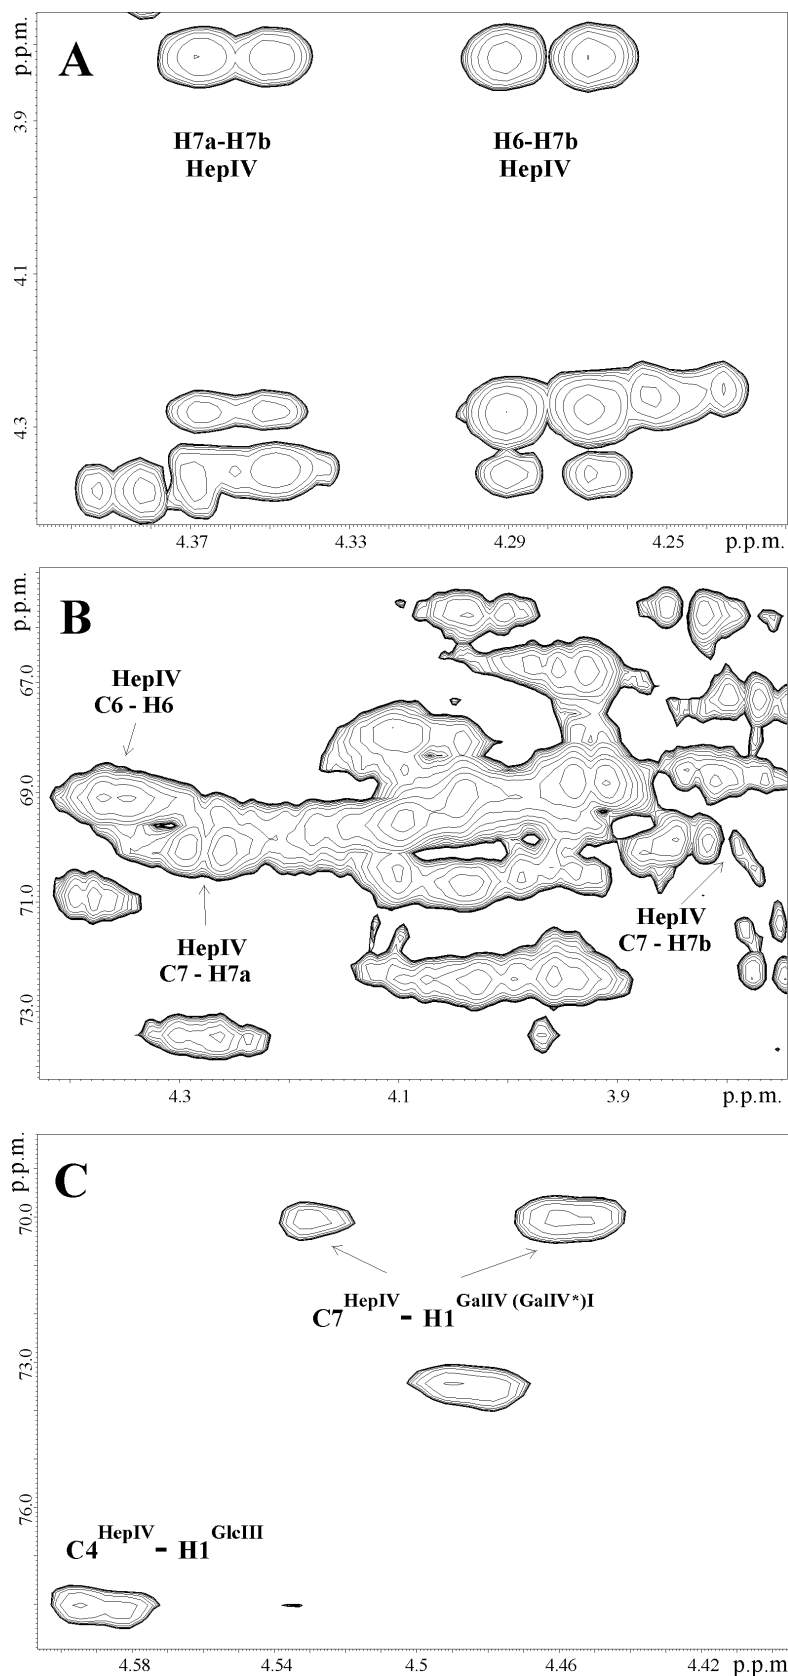 A
p.p.m.
3.9
4.1
4.3
H7a-H7b
HepIV
H6-H7b
HepIV
4.37
4.33
4.29
4.25
p.p.m.
B
p.p.m.
67.0
69.0
71.0
73.0
HepIV
C6 - H6
HepIV
C7 - H7a
HepIV
C7 - H7b
4.3
4.1
3.9
p.p.m.
C
p.p.m.
70.0
73.0
76.0
C7HepIV - H1GalIV (GalIV*)I
C4HepIV - H1GlcIII
4.58
4.54
4.5
4.46
4.42
p.p.m